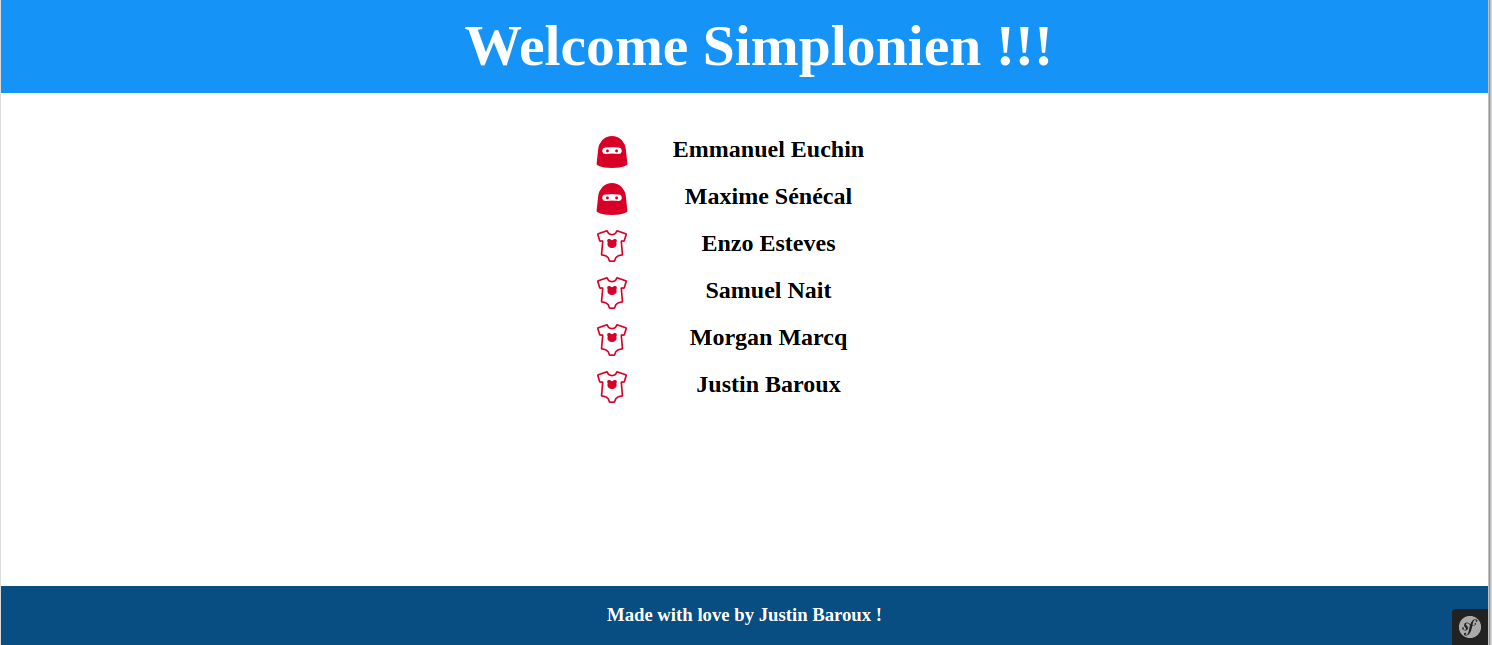 Welcome Simplonien !!!
Emmanuel Euchin
Maxime Sénécal
Enzo Esteves
Samuel Nait
Morgan Marcq
Justin Baroux
Made with love by Justin Baroux !
sf